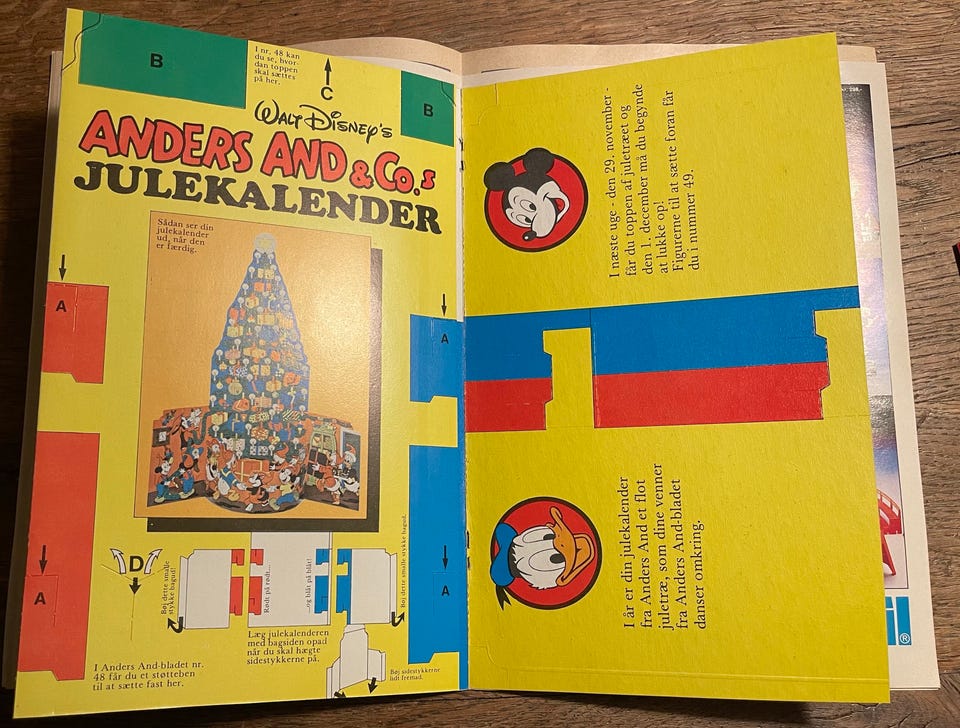 B
I nr. 48 kan
du se, hvor-
dan toppen
skal sættes
på her.
C
B
WALT DISNEY'S
ANDERS AND & CO.s
JULEKALENDER
Sådan ser din
julekalender
ud, når den
er færdig.
A
A
D
Bøj dette smalle
stykke bagud!
Rødt på rødt...
...og blåt på blåt!
Bøj dette smalle stykke bagud.
A
A
Læg julekalenderen
med bagsiden opad
når du skal hægte
sidestykkerne på.
I Anders And-bladet nr.
48 får du et støtteben
til at sætte fast her.
Bøj sidestykkerne
lidt fremad.
I næste uge - den 29. november -
får du toppen af juletræet og
den 1. december må du begynde
at lukke op!
Figurerne til at sætte foran får
du i nummer 49.
I år er din julekalender
fra Anders And et flot
juletræ, som dine venner
fra Anders And-bladet
danser omkring.
®